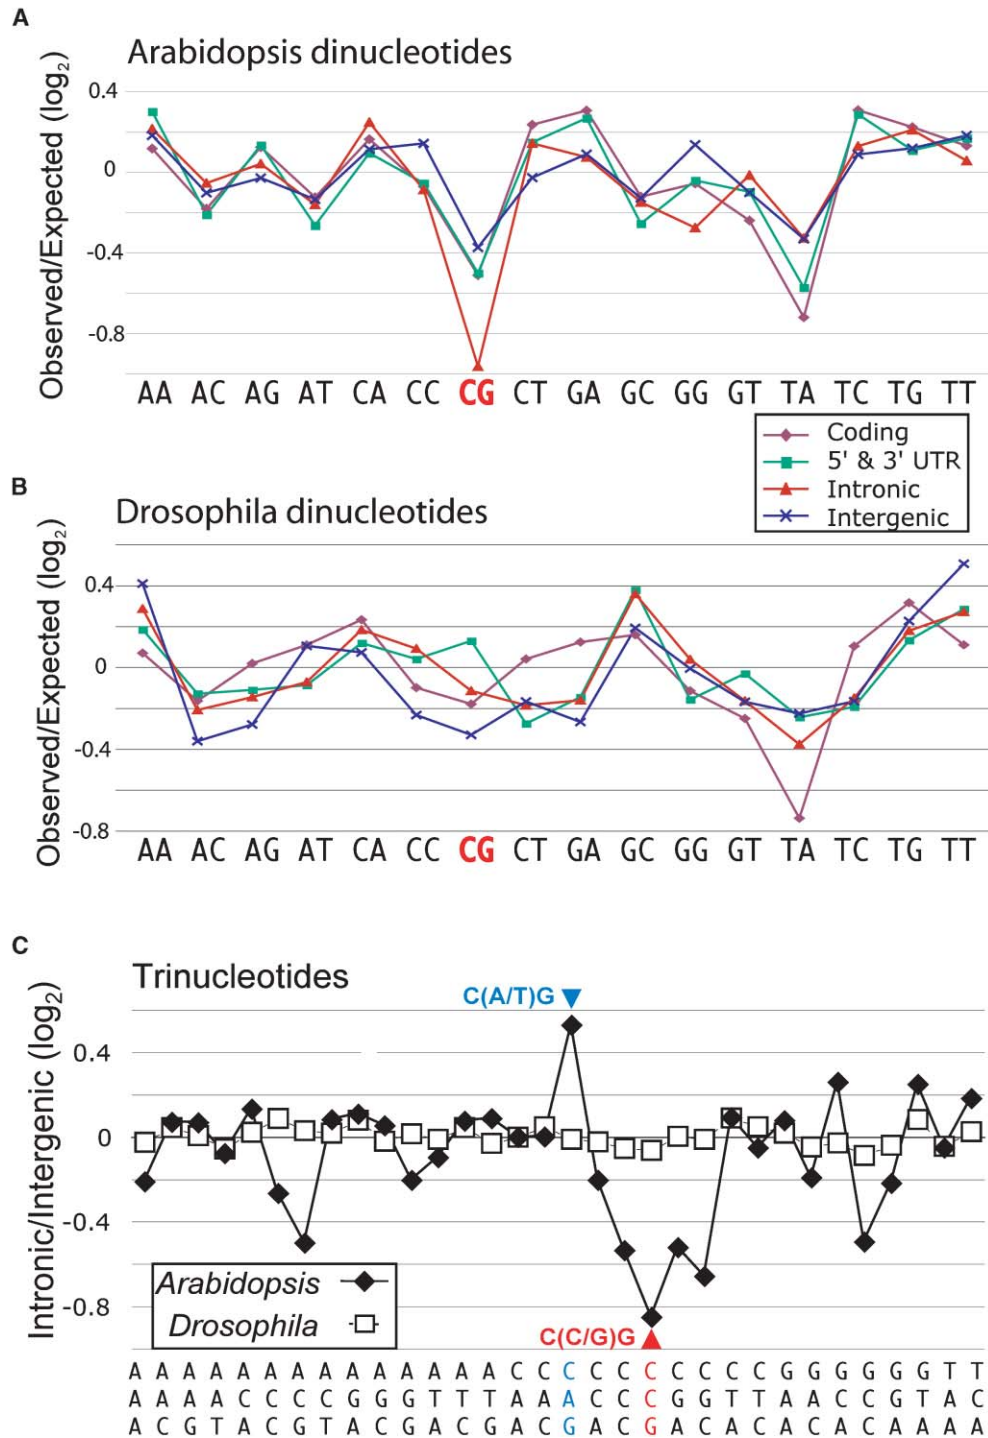 A
Arabidopsis dinucleotides
Observed/Expected (log2)
0.4
0
-0.4
-0.8
AA AC AG AT CA CC CG CT GA GC GG GT TA TC TG TT
Coding
5' & 3' UTR
Intronic
Intergenic
B
Drosophila dinucleotides
Observed/Expected (log2)
0.4
0
-0.4
-0.8
AA AC AG AT CA CC CG CT GA GC GG GT TA TC TG TT
C
Trinucleotides
Intronic/Intergenic (log2)
C(A/T)G
0.4
0
-0.4
-0.8
Arabidopsis
Drosophila
C(C/G)G
A A A A A A A A A A A A A A C C C C C C C C C C G G G G G G T T
A A A A C C C C G G G T T T A A A C C C G G T T A A C C G T A C
A C G T A C G T A C G A C G A C G A C G A C A C A C A C A A A A